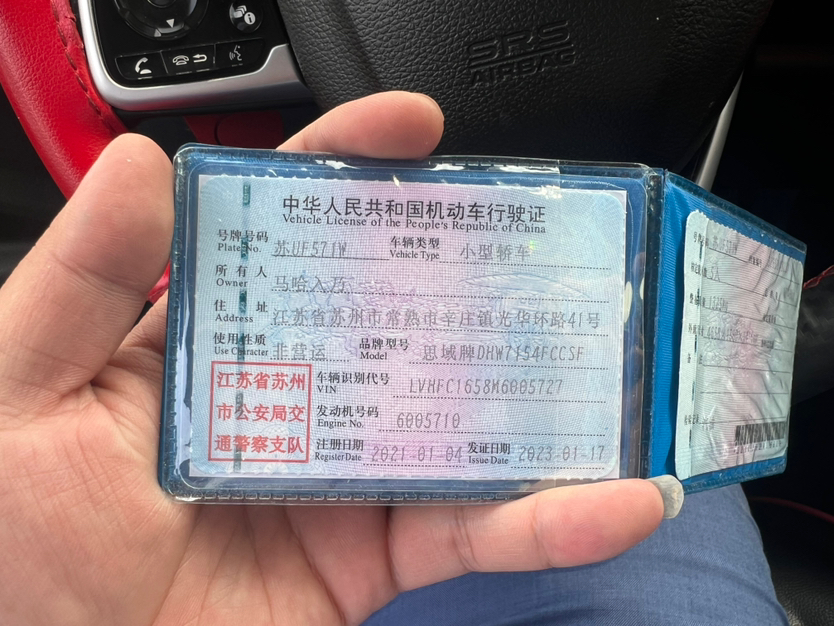 SRS
AIRBAG
中华人民共和国机动车行驶证
Vehicle License of the People's Republic of China
号牌号码 苏UF571W 车辆类型 小型轿车
Plate No. Vehicle Type
所有人 马哈入乃
Owner
住址 江苏省苏州市常熟市辛庄镇光华环路41号
Address
使用性质 非营运 品牌型号 思域牌DHW7154FCCSF
Use Character Model
江苏省苏州
市公安局交
通警察支队
车辆识别代号 LVHFC1658M6005727
VIN
发动机号码 6005710
Engine No.
注册日期 2021-01-04 发证日期 2023-01-17
Register Date Issue Date